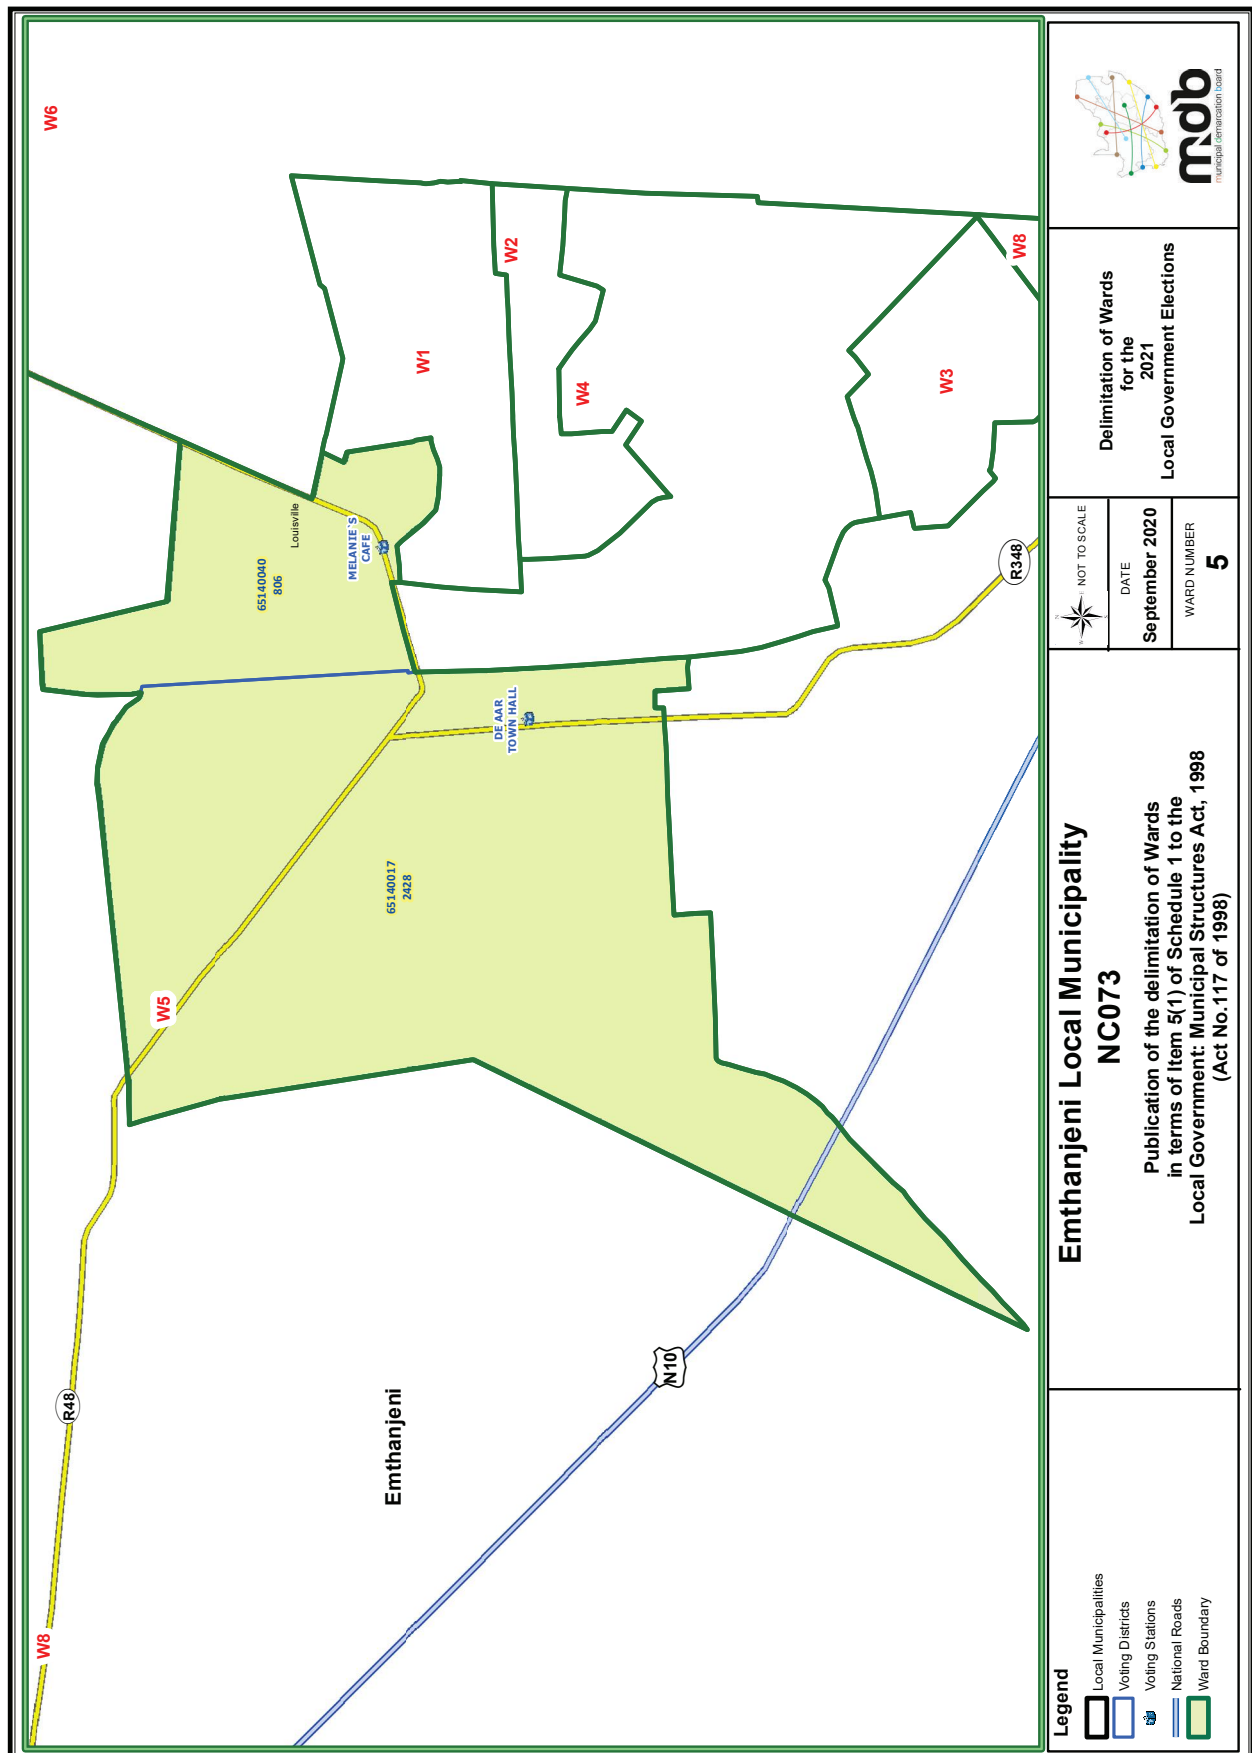 W8
R48
W5
W6
65140040
806
Louisville
MELANIE`S
CAFE
W1
65140017
2428
DE AAR
TOWN HALL
W2
W4
W3
W8
R348
N10
Emthanjeni
Legend
Local Municipalities
Voting Districts
Voting Stations
National Roads
Ward Boundary
Emthanjeni Local Municipality
NC073
Publication of the delimitation of Wards
in terms of Item 5(1) of Schedule 1 to the
Local Government: Municipal Structures Act, 1998
(Act No.117 of 1998)
N
W
E
S
NOT TO SCALE
DATE
September 2020
WARD NUMBER
5
Delimitation of Wards
for the
2021
Local Government Elections
mdb
municipal demarcation board